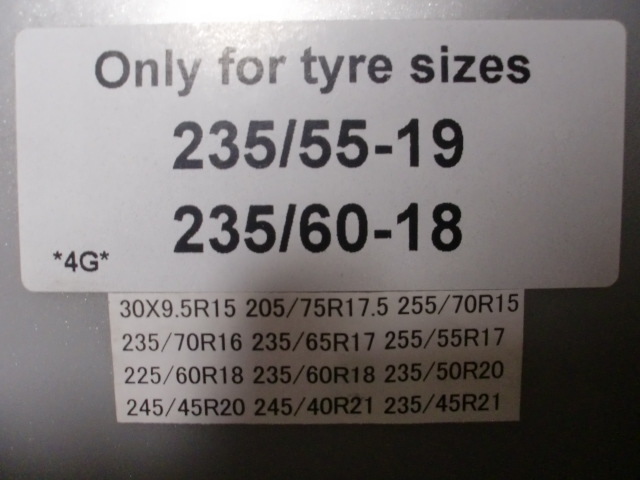 Only for tyre sizes
235/55-19
235/60-18
*4G*
30X9.5R15 205/75R17.5 255/70R15
235/70R16 235/65R17 255/55R17
225/60R18 235/60R18 235/50R20
245/45R20 245/40R21 235/45R21